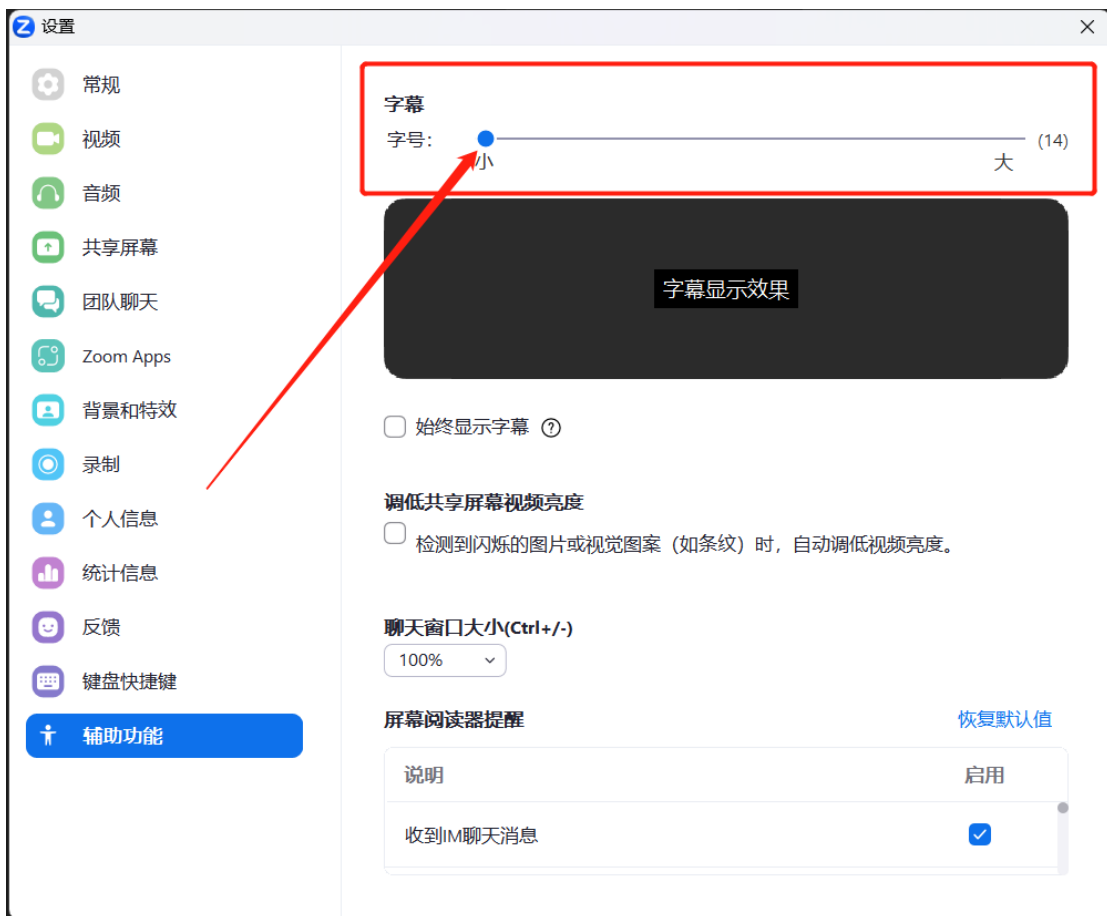 设置
常规
视频
音频
共享屏幕
团队聊天
Zoom Apps
背景和特效
录制
个人信息
统计信息
反馈
键盘快捷键
辅助功能
字幕
字号:
(14)
小
大
字幕显示效果
始终显示字幕
调低共享屏幕视频亮度
检测到闪烁的图片或视觉图案（如条纹）时，自动调低视频亮度。
聊天窗口大小(Ctrl+/-)
100%
屏幕阅读器提醒 恢复默认值
说明 启用
收到IM聊天消息